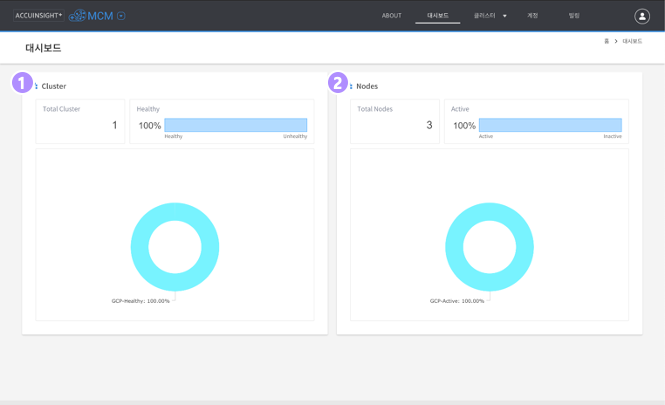 ACCUINSIGHT+ MCM
ABOUT 대시보드 클러스터 계정 빌링
대시보드
홈 > 대시보드
1 Cluster
Total Cluster
1
Healthy
100%
Healthy Unhealthy
GCP-Healthy: 100.00%
2 Nodes
Total Nodes
3
Active
100%
Active Inactive
GCP-Active: 100.00%